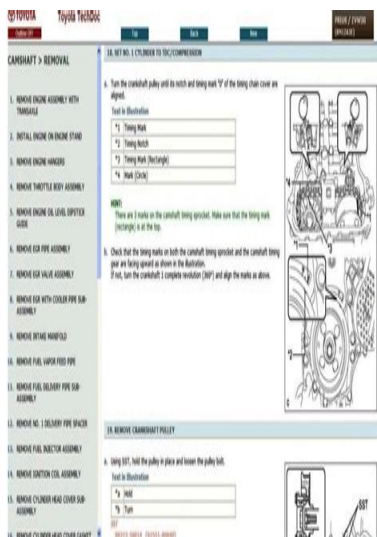 TOYOTA
Toyota TechDoc
Top
Back
New
PRIUS / ZVW30
CAMSHAFT > REMOVAL
1. REMOVE ENGINE ASSEMBLY WITH
TRANSAXLE
2. INSTALL ENGINE ON ENGINE STAND
3. REMOVE ENGINE HANGERS
4. REMOVE THROTTLE BODY ASSEMBLY
5. REMOVE ENGINE OIL LEVEL DIPSTICK
GUIDE
6. REMOVE EGR PIPE ASSEMBLY
7. REMOVE EGR VALVE ASSEMBLY
8. REMOVE EGR WITH COOLER PIPE SUB-
ASSEMBLY
9. REMOVE INTAKE MANIFOLD
10. REMOVE FUEL VAPOR FEED PIPE
11. REMOVE FUEL DELIVERY PIPE SUB-
ASSEMBLY
12. REMOVE NO. 1 DELIVERY PIPE SPACER
13. REMOVE FUEL INJECTOR ASSEMBLY
14. REMOVE IGNITION COIL ASSEMBLY
15. REMOVE CYLINDER HEAD COVER SUB-
ASSEMBLY
16. REMOVE CYLINDER HEAD COVER GASKET
18. SET NO. 1 CYLINDER TO TDC/COMPRESSION
a. Turn the crankshaft pulley until its notch and timing mark "0" of the timing chain cover are
aligned.
Text in Illustration
*1 Timing Mark
*2 Timing Notch
*3 Timing Mark (Rectangle)
*4 Mark (Circle)
HINT:
There are 3 marks on the camshaft timing sprocket. Make sure that the timing mark
(rectangle) is at the top.
b. Check that the timing marks on both the camshaft timing sprocket and the camshaft timing
gear are facing upward as shown in the illustration.
If not, turn the crankshaft 1 complete revolution (360°) and align the marks as above.
19. REMOVE CRANKSHAFT PULLEY
a. Using SST, hold the pulley in place and loosen the pulley bolt.
Text in Illustration
*a Hold
*b Turn
SST
SST